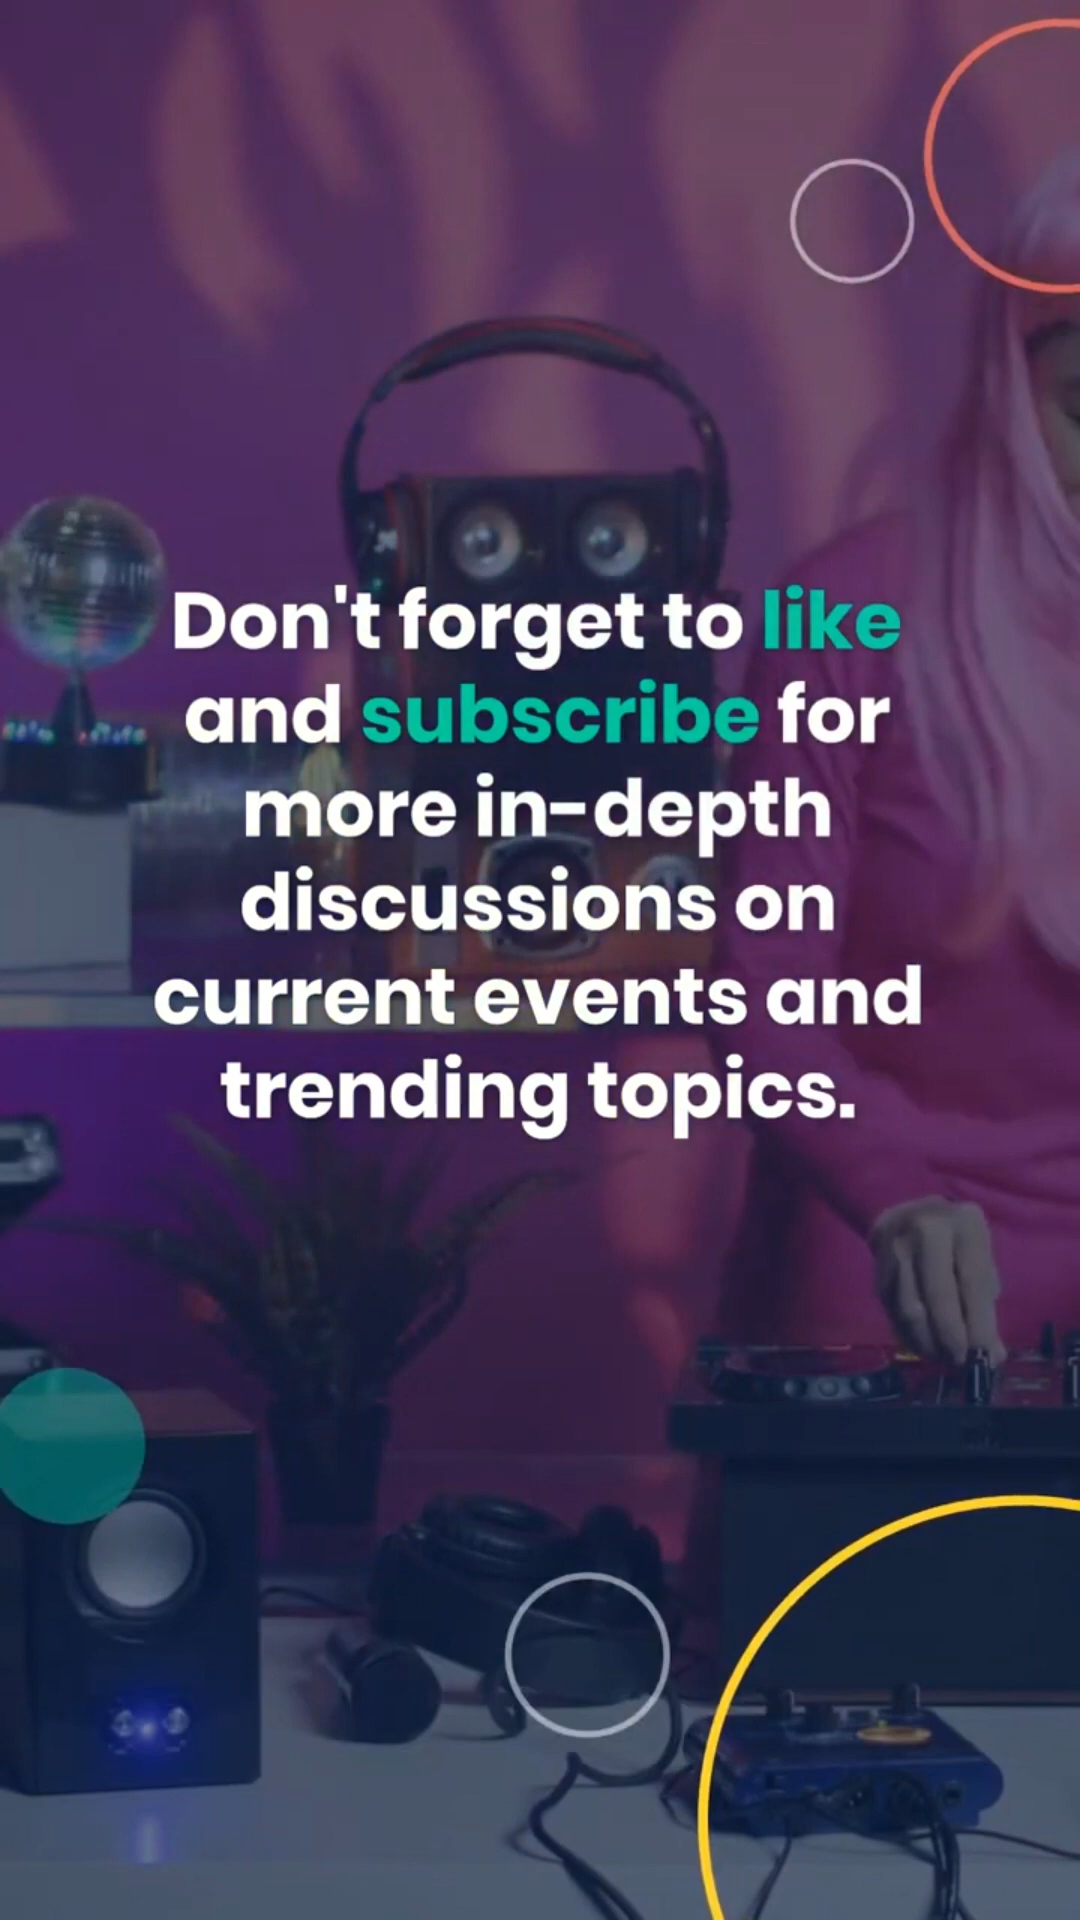 Don't forget to like
and subscribe for
more in-depth
discussions on
current events and
trending topics.